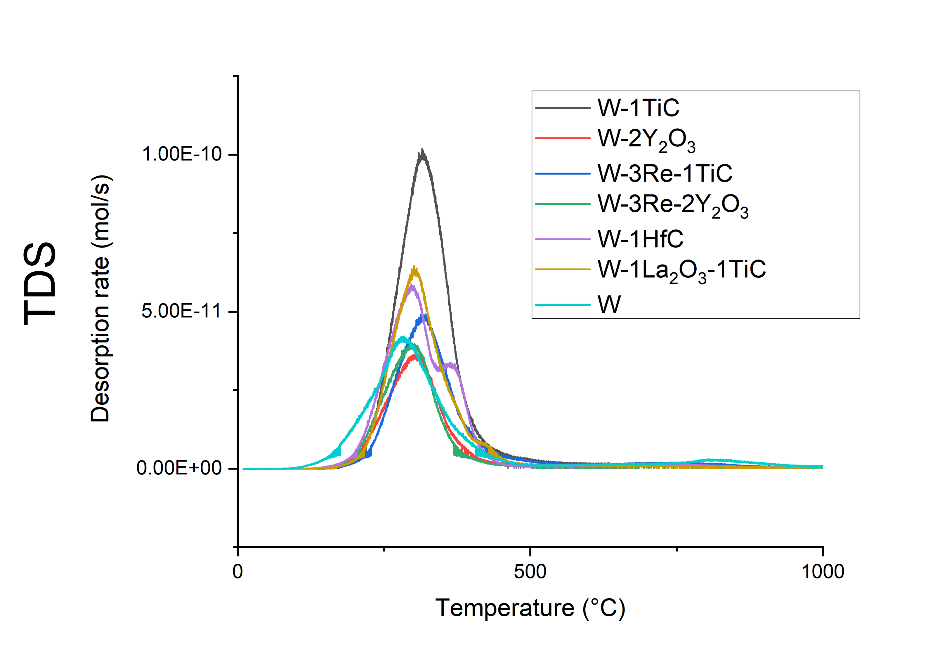 TDS
Desorption rate (mol/s)
1.00E-10
5.00E-11
0.00E+00
0
500
1000
Temperature (°C)
W-1TiC
W-2Y₂O₃
W-3Re-1TiC
W-3Re-2Y₂O₃
W-1HfC
W-1La₂O₃-1TiC
W